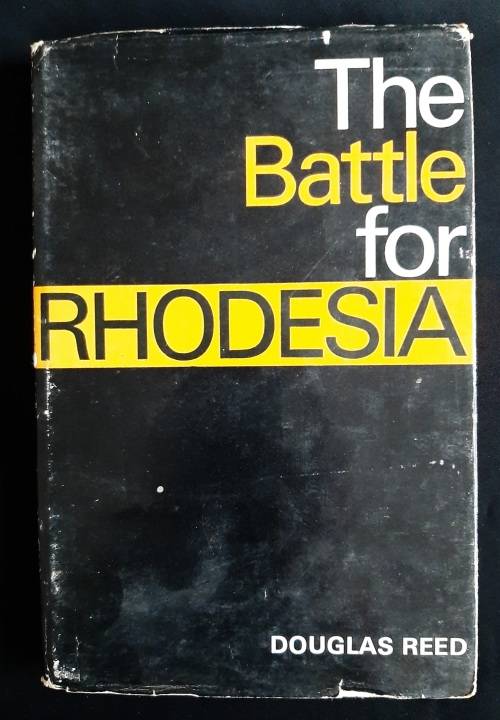 The
Battle
for
RHODESIA
DOUGLAS REED